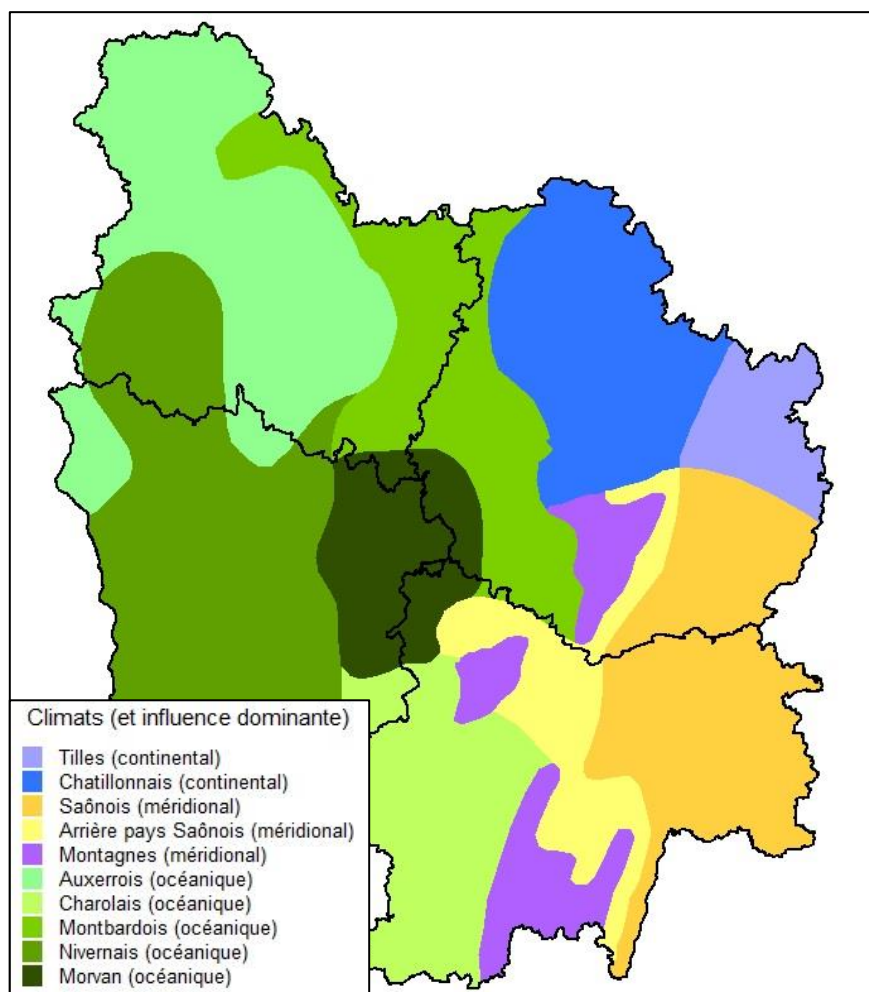 Climats (et influence dominante)
Tilles (continental)
Chatillonnais (continental)
Saônois (méridional)
Arrière pays Saônois (méridional)
Montagnes (méridional)
Auxerrois (océanique)
Charolais (océanique)
Montbardois (océanique)
Nivernais (océanique)
Morvan (océanique)